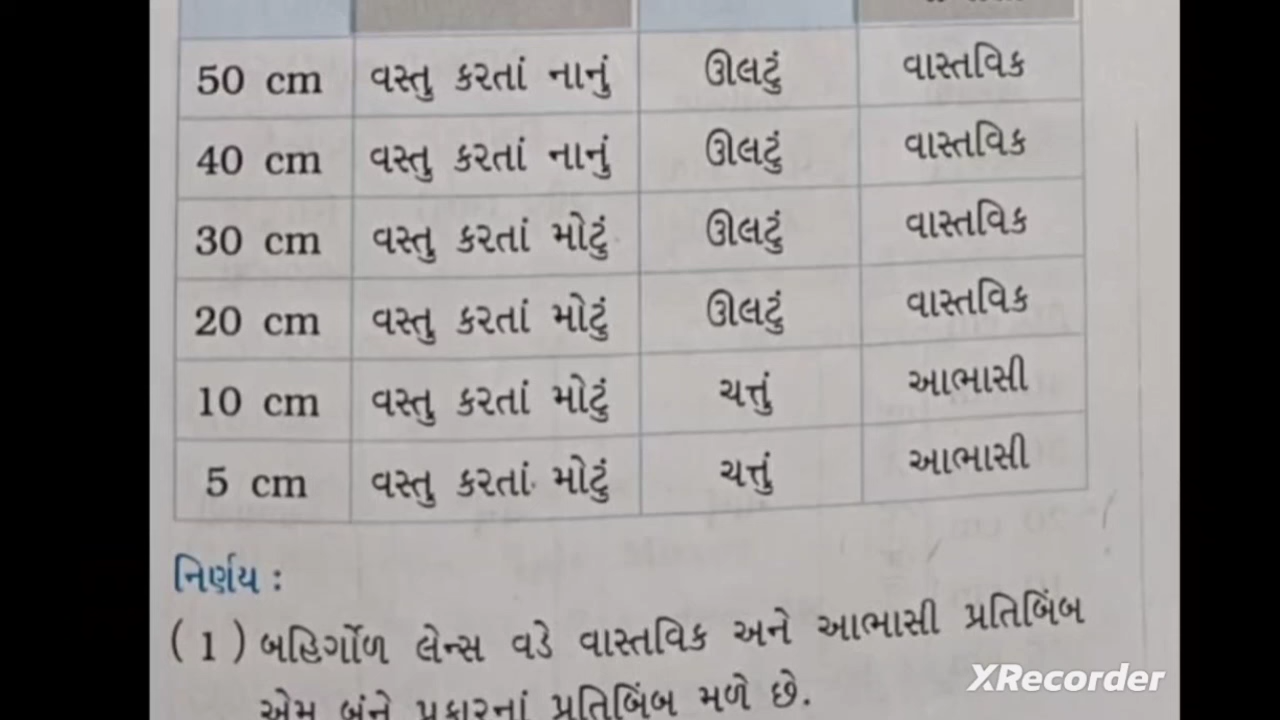 50 cm વસ્તુ કરતાં નાનું ઊલટું વાસ્તવિક
40 cm વસ્તુ કરતાં નાનું ઊલટું વાસ્તવિક
30 cm વસ્તુ કરતાં મોટું ઊલટું વાસ્તવિક
20 cm વસ્તુ કરતાં મોટું ઊલટું વાસ્તવિક
10 cm વસ્તુ કરતાં મોટું ચત્તું આભાસી
5 cm વસ્તુ કરતાં મોટું ચત્તું આભાસી
નિર્ણય :
( 1 ) બહિર્ગોળ લેન્સ વડે વાસ્તવિક અને આભાસી પ્રતિબિંબ
એમ બંને પ્રકારનાં પ્રતિબિંબ મળે છે.
XRecorder